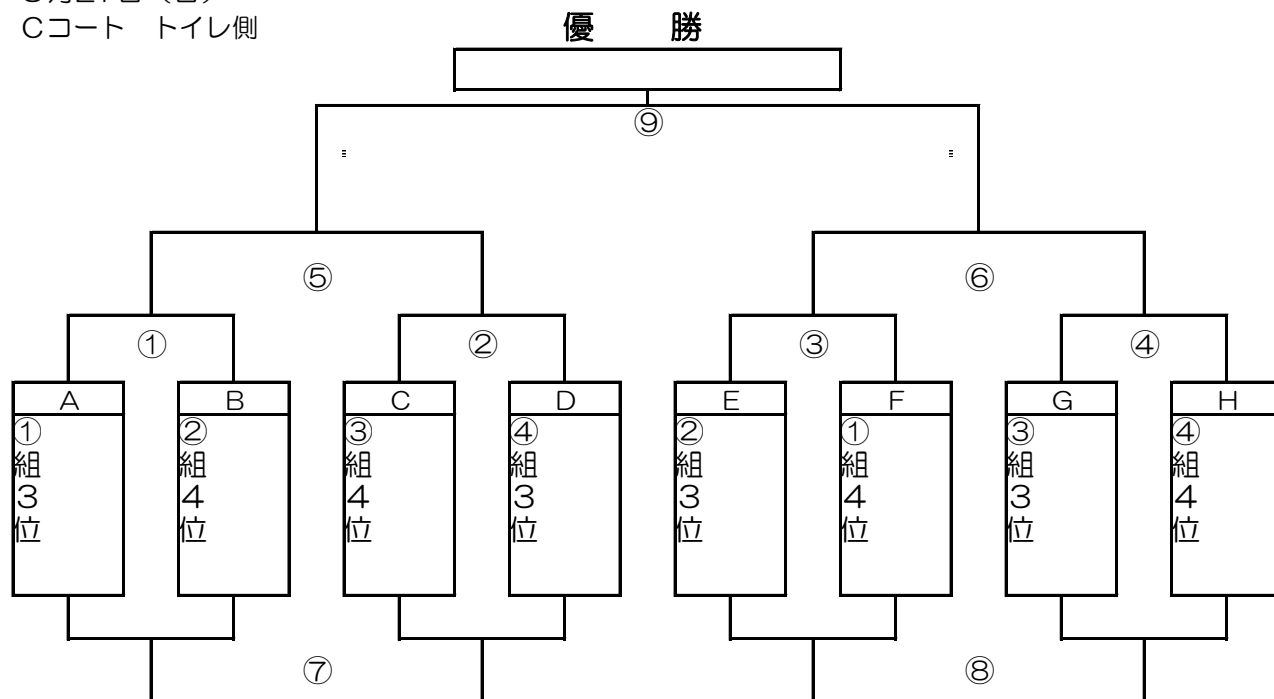 Cコート　トイレ側
優　勝
⑨
⑤ ⑥
① ② ③ ④
A B C D E F G H
①組3位
②組4位
③組4位
④組3位
②組3位
①組4位
③組3位
④組4位
⑦ ⑧